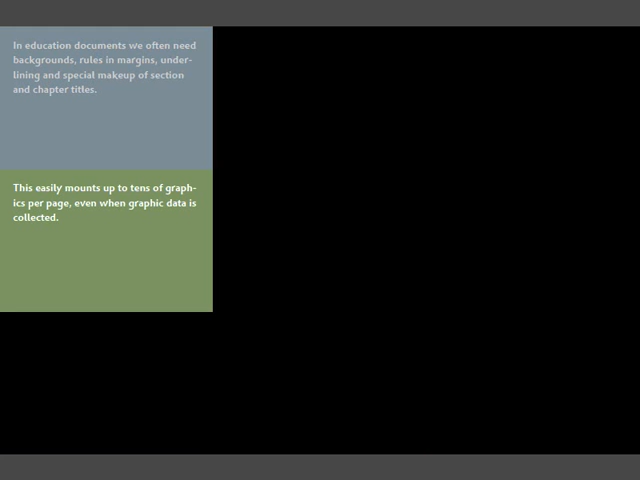 In education documents we often need
backgrounds, rules in margins, under-
lining and special makeup of section
and chapter titles.
This easily mounts up to tens of graph-
ics per page, even when graphic data is
collected.